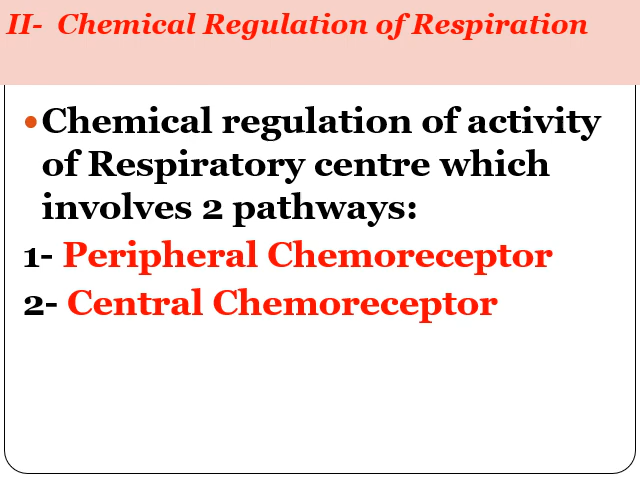 II-  Chemical Regulation of Respiration
•Chemical regulation of activity
of Respiratory centre which
involves 2 pathways:
1- Peripheral Chemoreceptor
2- Central Chemoreceptor